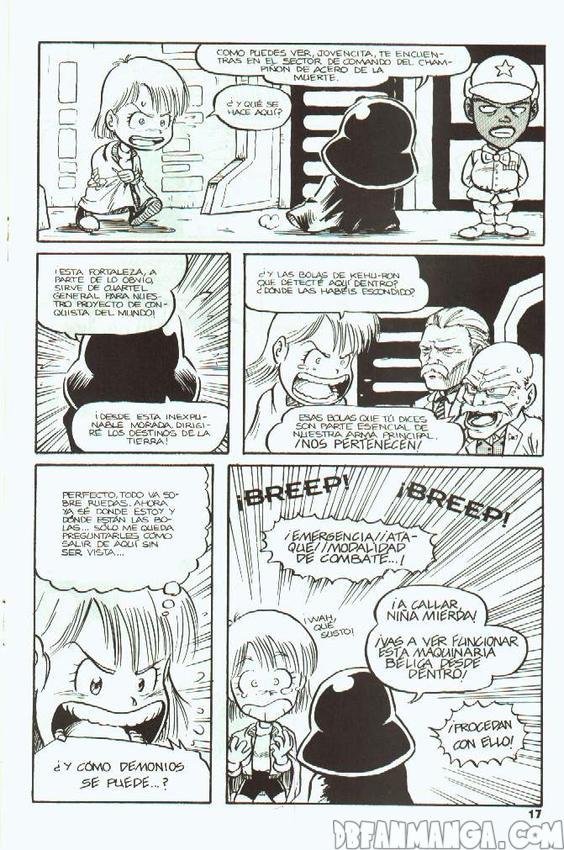 COMO PUEDES VER, JOVENCITA, TE ENCUEN-
TRAS EN EL SECTOR DE COMANDO DEL CHAM-
PIÑON DE ACERO DE LA
MUERTE.
¿Y QUÉ SE
HACE AQUÍ?
¡ESTA FORTALEZA, A
PARTE DE LO OBVIO,
SIRVE DE CUARTEL
GENERAL PARA NUES-
TRO PROYECTO DE CON-
QUISTA DEL MUNDO!
¡DESDE ESTA INEXPU-
NABLE MORADA, DIRIGI-
RÉ LOS DESTINOS DE LA
TIERRA!
¿Y LAS BOLAS DE KEHU-RON
QUE DETECTÉ AQUÍ DENTRO?
¿DÓNDE LAS HABÉIS ESCONDIDO?
ESAS BOLAS QUE TÚ DICES
SON PARTE ESENCIAL DE
NUESTRA ARMA PRINCIPAL.
¡NOS PERTENECEN!
PERFECTO, TODO VA SO-
BRE RUEDAS. AHORA
YA SÉ DONDE ESTOY Y
DÓNDE ESTÁN LAS BO-
LAS... SÓLO ME QUEDA
PREGUNTARLES CÓMO
SALIR DE AQUÍ SIN
SER VISTA...
¿Y CÓMO DEMONIOS
SE PUEDE...?
¡BREEP!
¡BREEP!
¡EMERGENCIA! ¡ATA-
QUE! ¡MODALIDAD
DE COMBATE...!
¡WAH,
QUÉ
SUSTO!
¡A CALLAR,
NIÑA MIERDA!
¡VAS A VER FUNCIONAR
ESTA MAQUINARIA
BÉLICA DESDE
DENTRO!
¡PROCEDAN
CON ELLO!
17
DBFANMANGA.COM